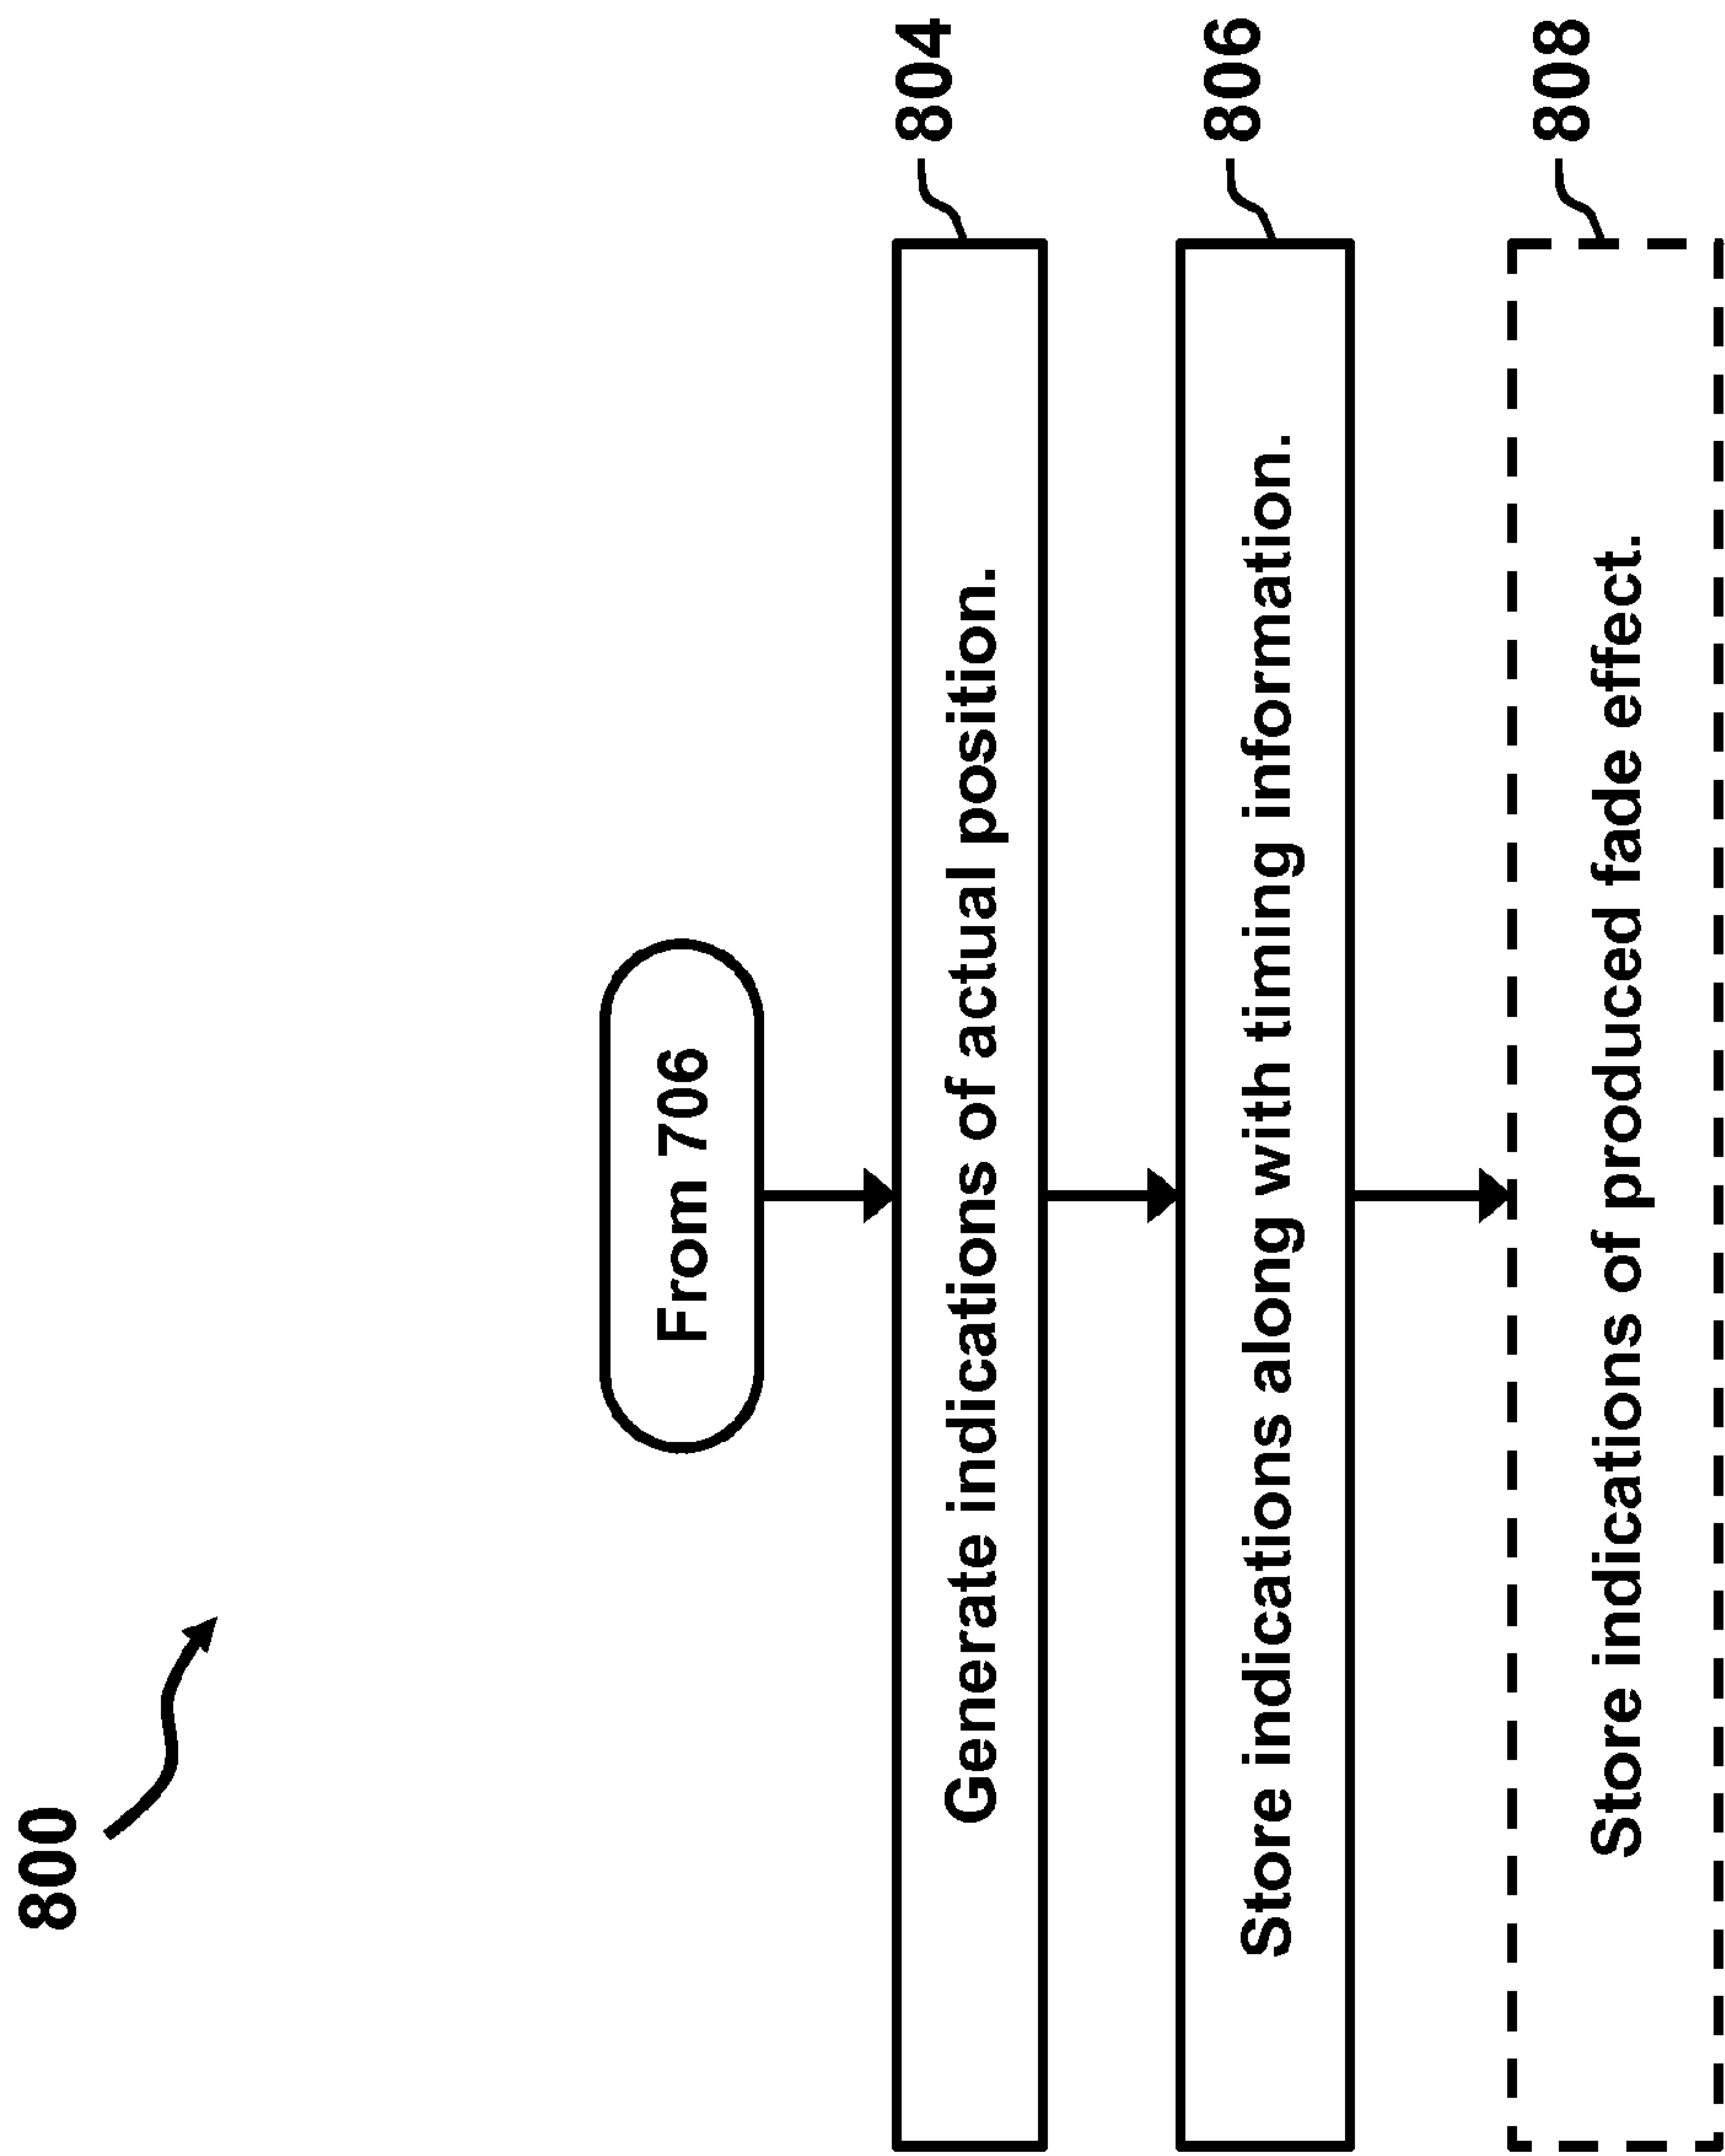 800
From 706
Generate indications of actual position.
804
Store indications along with timing information.
806
Store indications of produced fade effect.
808